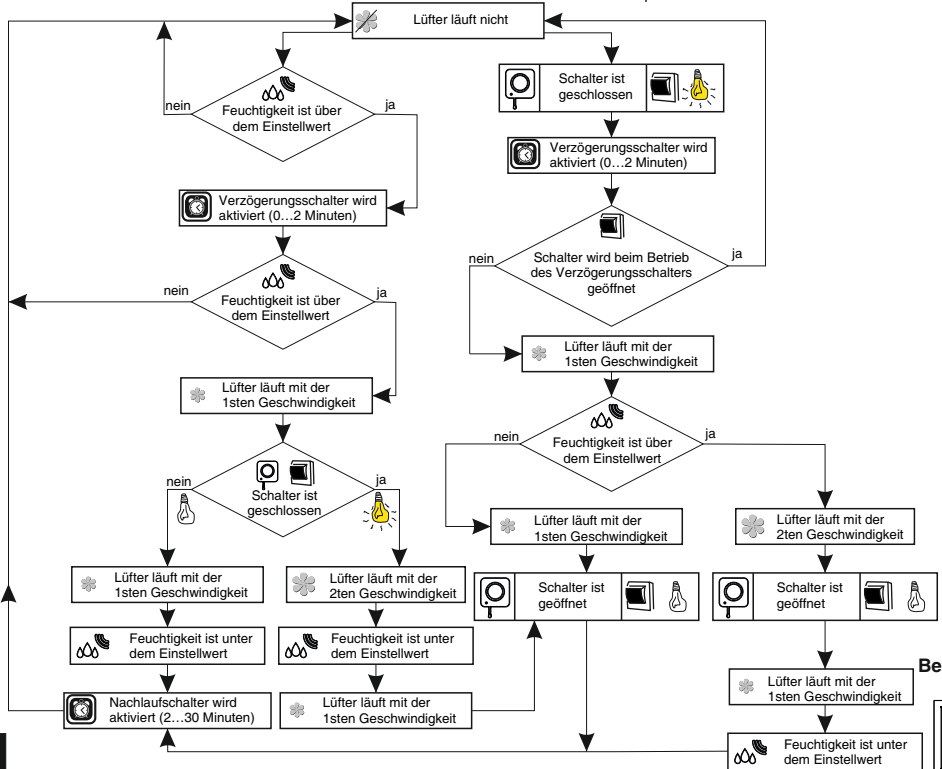 Lüfter läuft nicht
nein
Feuchtigkeit ist über
dem Einstellwert
ja
Verzögerungsschalter wird
aktiviert (0...2 Minuten)
nein
Feuchtigkeit ist über
dem Einstellwert
ja
Lüfter läuft mit der
1sten Geschwindigkeit
nein
Schalter ist
geschlossen
ja
Lüfter läuft mit der
1sten Geschwindigkeit
Feuchtigkeit ist unter
dem Einstellwert
Nachlaufschalter wird
aktiviert (2...30 Minuten)
Lüfter läuft mit der
2ten Geschwindigkeit
Feuchtigkeit ist unter
dem Einstellwert
Lüfter läuft mit der
1sten Geschwindigkeit
Schalter ist
geschlossen
Verzögerungsschalter wird
aktiviert (0...2 Minuten)
nein
Schalter wird beim Betrieb
des Verzögerungsschalters
geöffnet
ja
Lüfter läuft mit der
1sten Geschwindigkeit
nein
Feuchtigkeit ist über
dem Einstellwert
ja
Lüfter läuft mit der
1sten Geschwindigkeit
Schalter ist
geöffnet
Lüfter läuft mit der
2ten Geschwindigkeit
Schalter ist
geöffnet
Lüfter läuft mit der
1sten Geschwindigkeit
Feuchtigkeit ist unter
dem Einstellwert
Be